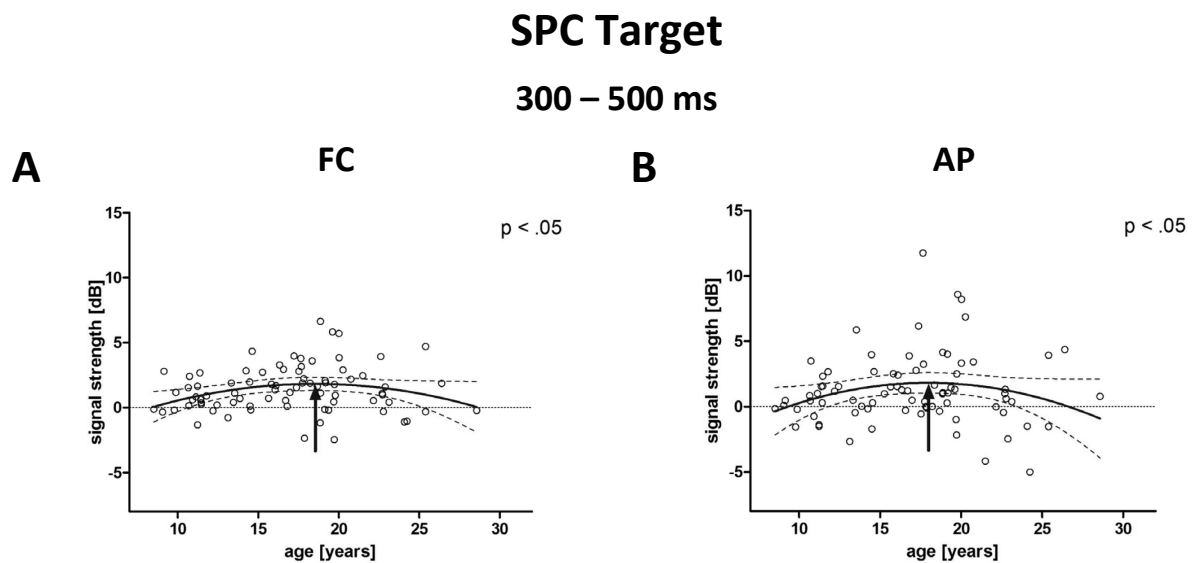 SPC Target
300 – 500 ms
A
FC
15
10
5
0
-5
signal strength [dB]
p < .05
10
15
20
25
30
age [years]
B
AP
15
10
5
0
-5
signal strength [dB]
p < .05
10
15
20
25
30
age [years]